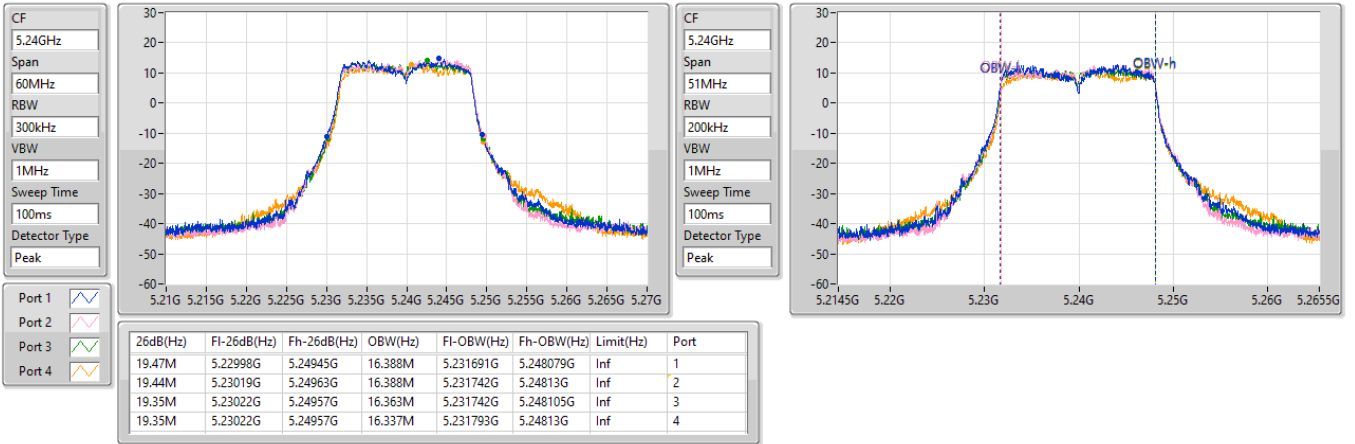 CF
5.24GHz
Span
60MHz
RBW
300kHz
VBW
1MHz
Sweep Time
100ms
Detector Type
Peak
30
20
10
0
-10
-20
-30
-40
-50
-60
5.21G 5.215G 5.22G 5.225G 5.23G 5.235G 5.24G 5.245G 5.25G 5.255G 5.26G 5.265G 5.27G
CF
5.24GHz
Span
51MHz
RBW
200kHz
VBW
1MHz
Sweep Time
100ms
Detector Type
Peak
30
20
10
0
-10
-20
-30
-40
-50
-60
OBW-l OBW-h
5.2145G 5.22G 5.23G 5.24G 5.25G 5.26G 5.2655G
Port 1
Port 2
Port 3
Port 4
26dB(Hz) Fl-26dB(Hz) Fh-26dB(Hz) OBW(Hz) Fl-OBW(Hz) Fh-OBW(Hz) Limit(Hz) Port
19.47M 5.22998G 5.24945G 16.388M 5.231691G 5.248079G Inf 1
19.44M 5.23019G 5.24963G 16.388M 5.231742G 5.24813G Inf 2
19.35M 5.23022G 5.24957G 16.363M 5.231742G 5.248105G Inf 3
19.35M 5.23022G 5.24957G 16.337M 5.231793G 5.24813G Inf 4